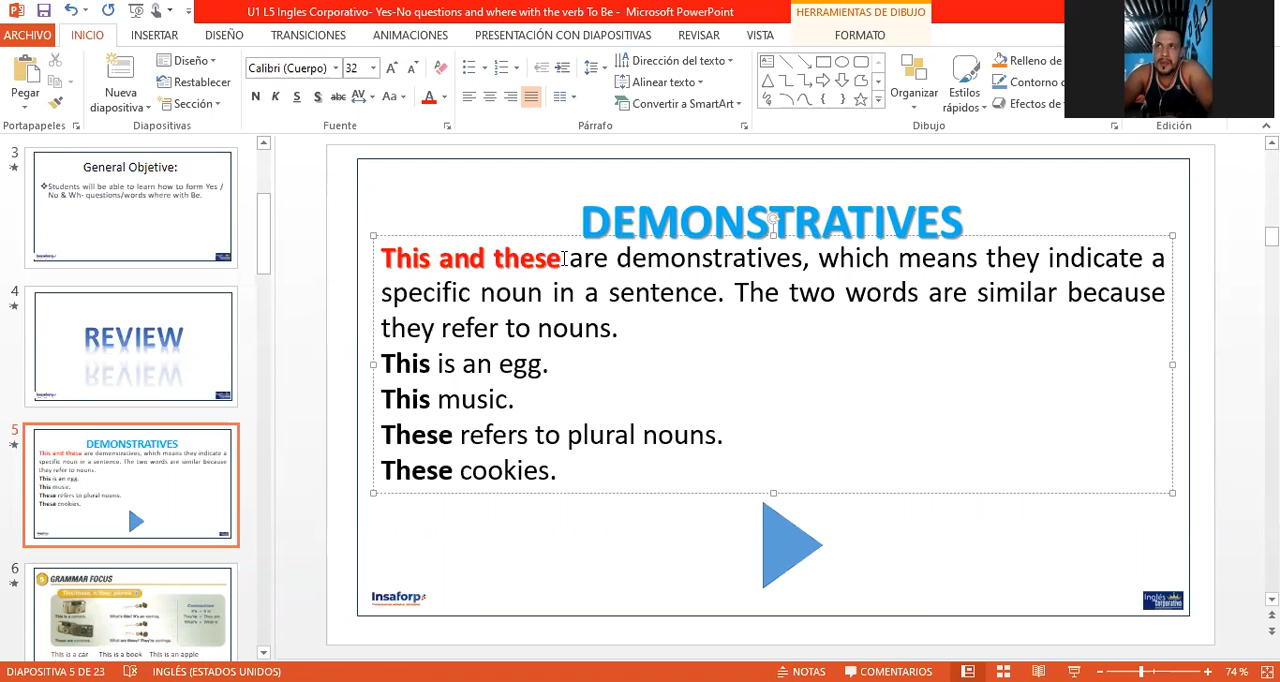 U1 L5 Ingles Corporativo- Yes-No questions and where with the verb To Be - Microsoft PowerPoint
HERRAMIENTAS DE DIBUJO
ARCHIVO INICIO INSERTAR DISEÑO TRANSICIONES ANIMACIONES PRESENTACIÓN CON DIAPOSITIVAS REVISAR VISTA FORMATO
Pegar
Nueva diapositiva
Diseño
Restablecer
Sección
Calibri (Cuerpo) 32
N K S S abc AV Aa A
Dirección del texto
Alinear texto
Convertir a SmartArt
Organizar
Estilos rápidos
Relleno de
Contorno
Efectos de
Portapapeles Diapositivas Fuente Párrafo Dibujo Edición
3
General Objetive:
Students will be able to learn how to form Yes /
No & Wh- questions/words where with Be.
4
REVIEW
5
DEMONSTRATIVES
This and these are demonstratives, which means they indicate a
specific noun in a sentence. The two words are similar because
they refer to nouns.
This is an egg.
This music.
These refers to plural nouns.
These cookies.
6
GRAMMAR FOCUS
This is a car This is a book This is an apple
DEMONSTRATIVES
This and these are demonstratives, which means they indicate a
specific noun in a sentence. The two words are similar because
they refer to nouns.
This is an egg.
This music.
These refers to plural nouns.
These cookies.
Insaforp
Inglés
corporativo
DIAPOSITIVA 5 DE 23 INGLÉS (ESTADOS UNIDOS) NOTAS COMENTARIOS 74 %